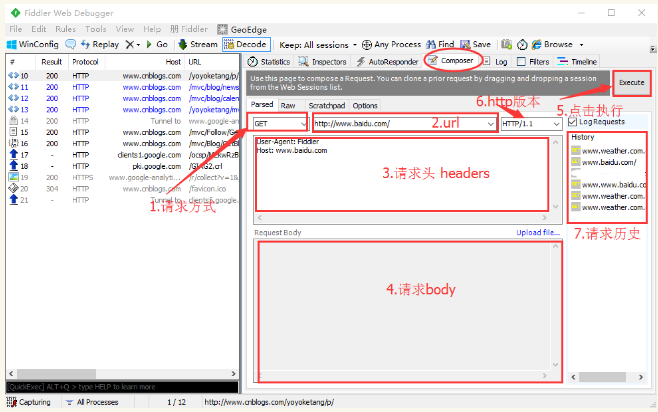 Fiddler Web Debugger
File Edit Rules Tools View Help Fiddler GeoEdge
WinConfig Replay Go Stream Decode Keep: All sessions Any Process Find Save Browse
Statistics Inspectors AutoResponder Composer Log Filters Timeline
# Result Protocol Host URL
10 200 HTTP www.cnblogs.com /yoyoketang/p/
11 200 HTTP www.cnblogs.com /mvc/blog/news
12 200 HTTP www.cnblogs.com /mvc/blog/calen
13 200 HTTP www.cnblogs.com /yoyoketang/p/
14 200 HTTP Tunnel to www.google-anal
15 200 HTTP www.cnblogs.com /mvc/Follow/Ge
16 200 HTTP www.cnblogs.com /mvc/Blog/
17 - HTTP clients1.google.com /ocsp/
18 - HTTP pki.google.com /GIAG2.crl
19 200 HTTPS www.google-analytic /r/collect?v=1&
20 304 HTTP www.cnblogs.com /favicon.ico
21 - HTTP Tunnel to clients6.google.
1.请求方式
Use this page to compose a Request. You can clone a prior request by dragging and dropping a session
from the Web Sessions list.
Execute
Parsed Raw Scratchpad Options
6.http版本
5.点击执行
GET http://www.baidu.com/ 2.url HTTP/1.1
Log Requests
User-Agent: Fiddler
Host: www.baidu.com
3.请求头 headers
History
www.weather.com.
www.baidu.com/
www.www.baidu.c
www.weather.com.
www.weather.com.
7.请求历史
Request Body Upload file...
4.请求body
[QuickExec] ALT+Q > type HELP to learn more
Capturing All Processes 1 / 12 http://www.cnblogs.com/yoyoketang/p/